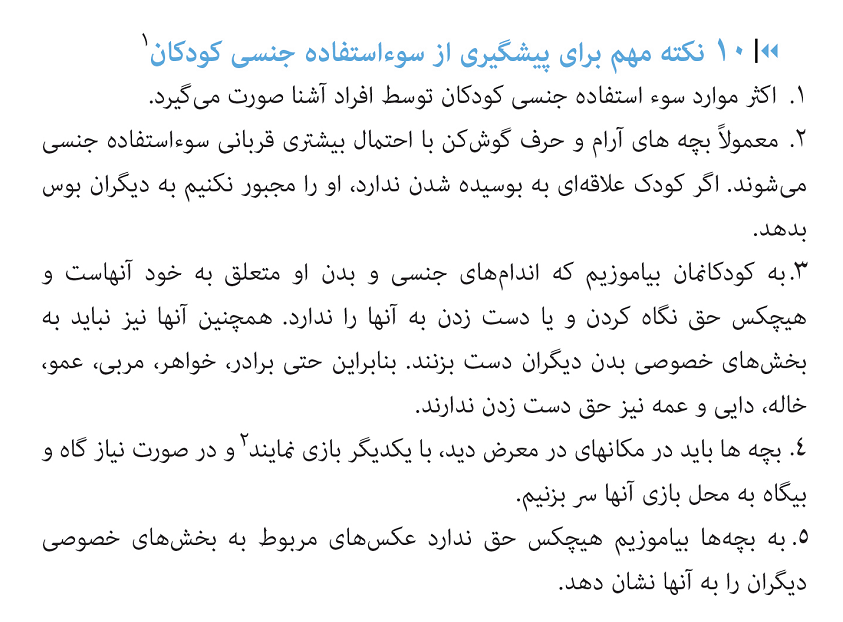 ۱۰ نکته مهم برای پیشگیری از سوءاستفاده جنسی کودکان۱
۱. اکثر موارد سوء استفاده جنسی کودکان توسط افراد آشنا صورت می‌گیرد.
۲. معمولاً بچه های آرام و حرف گوش‌کن با احتمال بیشتری قربانی سوءاستفاده جنسی
می‌شوند. اگر کودک علاقه‌ای به بوسیده شدن ندارد، او را مجبور نکنیم به دیگران بوس
بدهد.
۳.به کودکانمان بیاموزیم که اندام‌های جنسی و بدن او متعلق به خود آنهاست و
هیچکس حق نگاه کردن و یا دست زدن به آنها را ندارد. همچنین آنها نیز نباید به
بخش‌های خصوصی بدن دیگران دست بزنند. بنابراین حتی برادر، خواهر، مربی، عمو،
خاله، دایی و عمه نیز حق دست زدن ندارند.
٤. بچه ها باید در مکانهای در معرض دید، با یکدیگر بازی نمایند۲ و در صورت نیاز گاه و
بیگاه به محل بازی آنها سر بزنیم.
٥. به بچه‌ها بیاموزیم هیچکس حق ندارد عکس‌های مربوط به بخش‌های خصوصی
دیگران را به آنها نشان دهد.